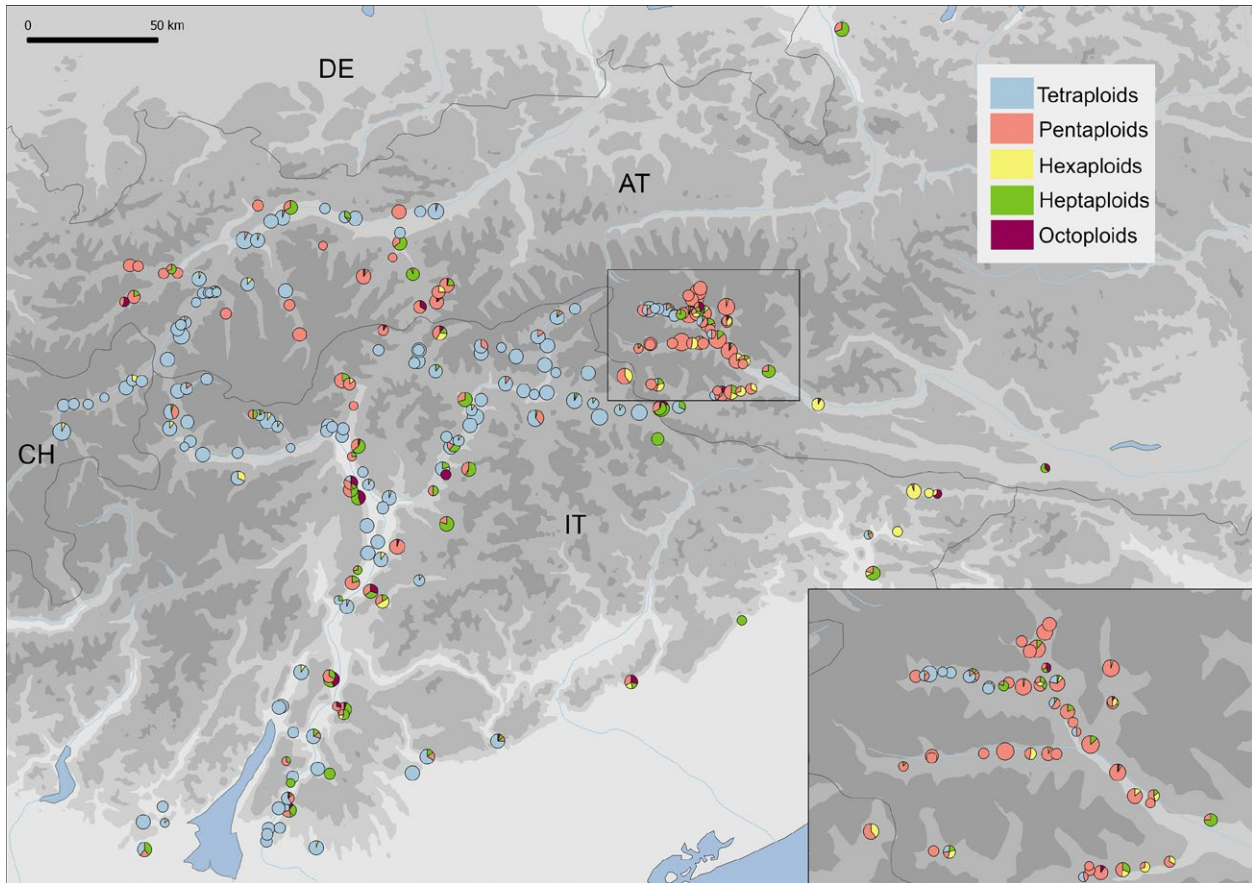 0 50 km
DE
Tetraploids
Pentaploids
Hexaploids
Heptaploids
Octoploids
AT
CH
IT